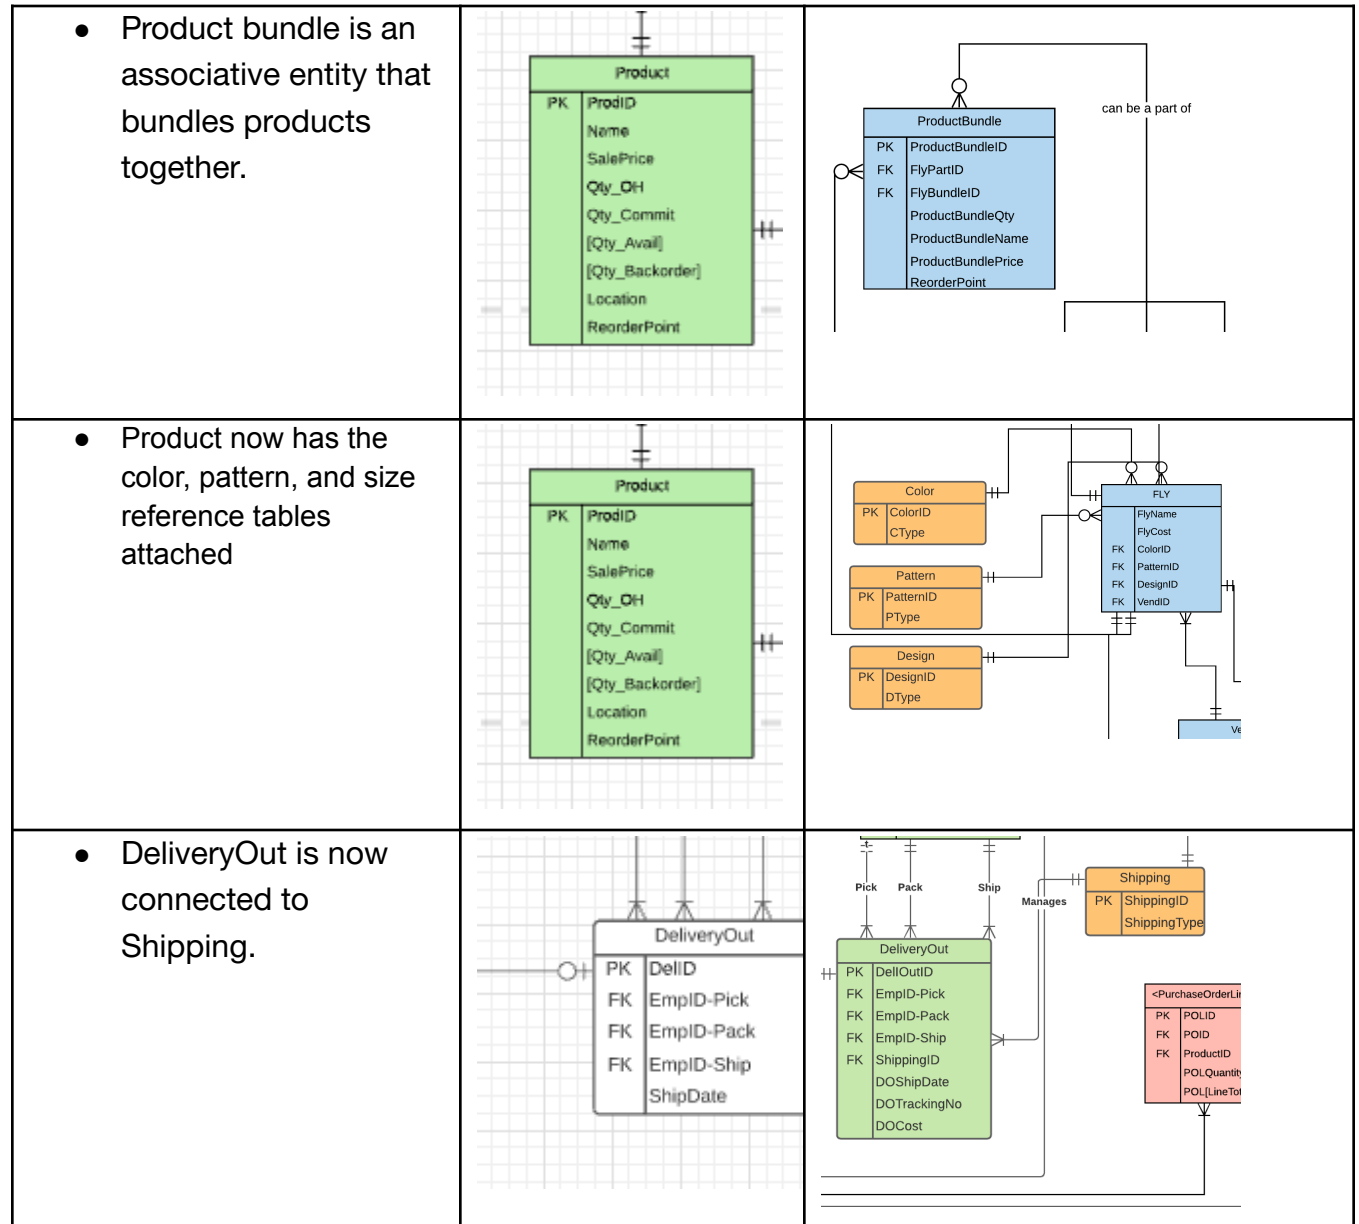 ● Product bundle is an
associative entity that
bundles products
together.
Product
PK ProdID
Name
SalePrice
Qty_OH
Qty_Commit
[Qty_Avail]
[Qty_Backorder]
Location
ReorderPoint
can be a part of
ProductBundle
PK ProductBundleID
FK FlyPartID
FK FlyBundleID
ProductBundleQty
ProductBundleName
ProductBundlePrice
ReorderPoint
● Product now has the
color, pattern, and size
reference tables
attached
Product
PK ProdID
Name
SalePrice
Qty_OH
Qty_Commit
[Qty_Avail]
[Qty_Backorder]
Location
ReorderPoint
Color
PK ColorID
CType
Pattern
PK PatternID
PType
Design
PK DesignID
DType
FLY
FlyName
FlyCost
FK ColorID
FK PatternID
FK DesignID
FK VendID
Ve
● DeliveryOut is now
connected to
Shipping.
DeliveryOut
PK DelID
FK EmpID-Pick
FK EmpID-Pack
FK EmpID-Ship
ShipDate
Pick Pack Ship
Manages
Shipping
PK ShippingID
ShippingType
DeliveryOut
PK DelIOutID
FK EmpID-Pick
FK EmpID-Pack
FK EmpID-Ship
FK ShippingID
DOShipDate
DOTrackingNo
DOCost
<PurchaseOrderLin
PK POLID
FK POID
FK ProductID
POLQuantity
POL[LineTot